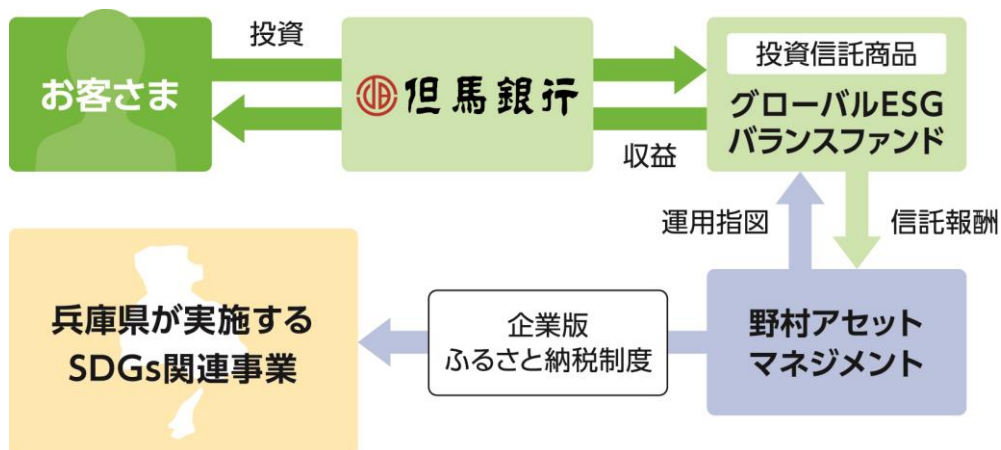 投資
お客さま
但馬銀行
投資信託商品
グローバルESG
バランスファンド
収益
運用指図
信託報酬
兵庫県が実施する
SDGs関連事業
企業版
ふるさと納税制度
野村アセット
マネジメント